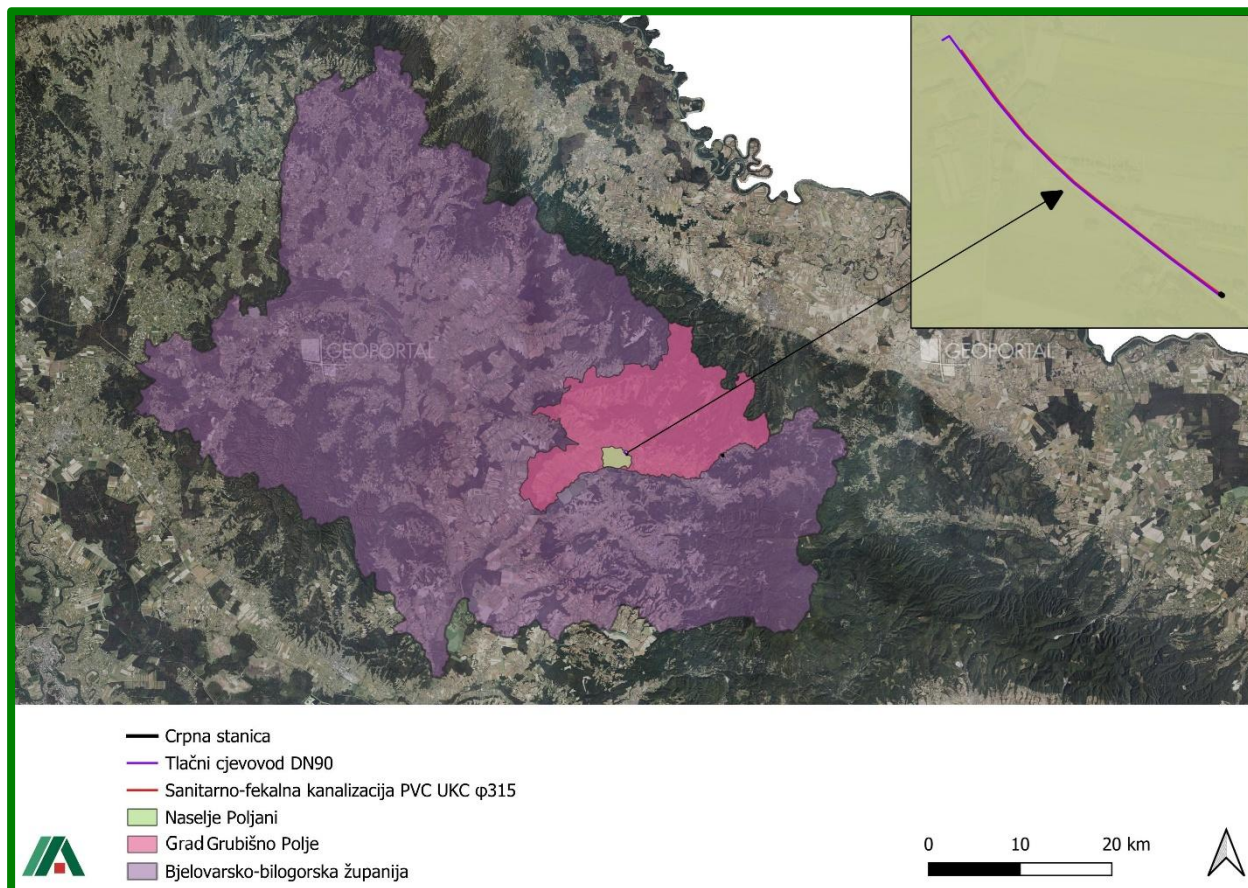 GEOPORTAL
GEOPORTAL
Crpna stanica
Tlačni cjevovod DN90
Sanitarno-fekalna kanalizacija PVC UKC φ315
Naselje Poljani
Grad Grubišno Polje
Bjelovarsko-bilogorska županija
0 10 20 km